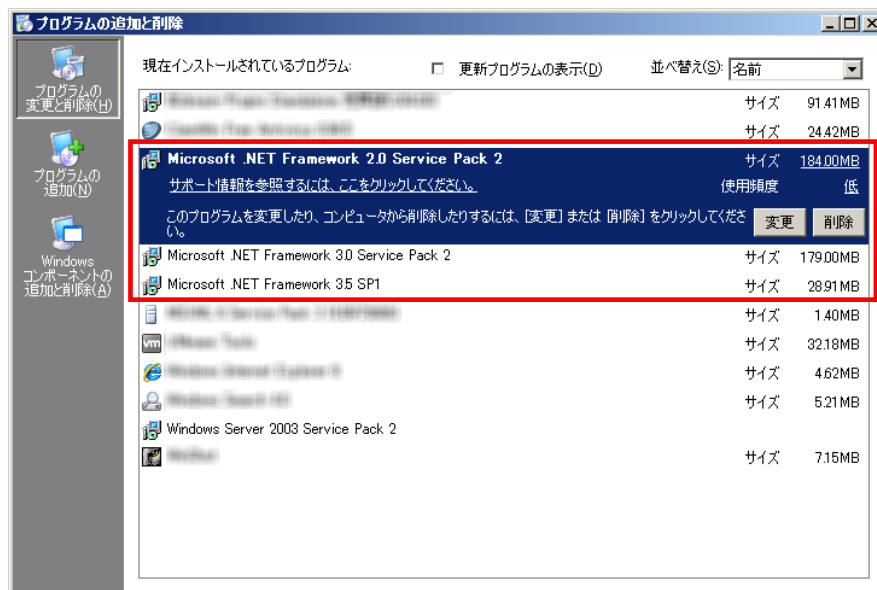 プログラムの追加と削除
プログラムの
変更と削除(H)
プログラムの
追加(N)
Windows
コンポーネントの
追加と削除(A)
現在インストールされているプログラム: 更新プログラムの表示(D) 並べ替え(S): 名前
サイズ 91.41MB
サイズ 24.42MB
Microsoft .NET Framework 2.0 Service Pack 2 サイズ 184.00MB
サポート情報を参照するには、ここをクリックしてください。 使用頻度 低
このプログラムを変更したり、コンピュータから削除したりするには、[変更] または [削除] をクリックしてくださ
い。 変更 削除
Microsoft .NET Framework 3.0 Service Pack 2 サイズ 179.00MB
Microsoft .NET Framework 3.5 SP1 サイズ 28.91MB
サイズ 1.40MB
vm サイズ 32.18MB
サイズ 4.62MB
サイズ 5.21MB
Windows Server 2003 Service Pack 2
サイズ 7.15MB